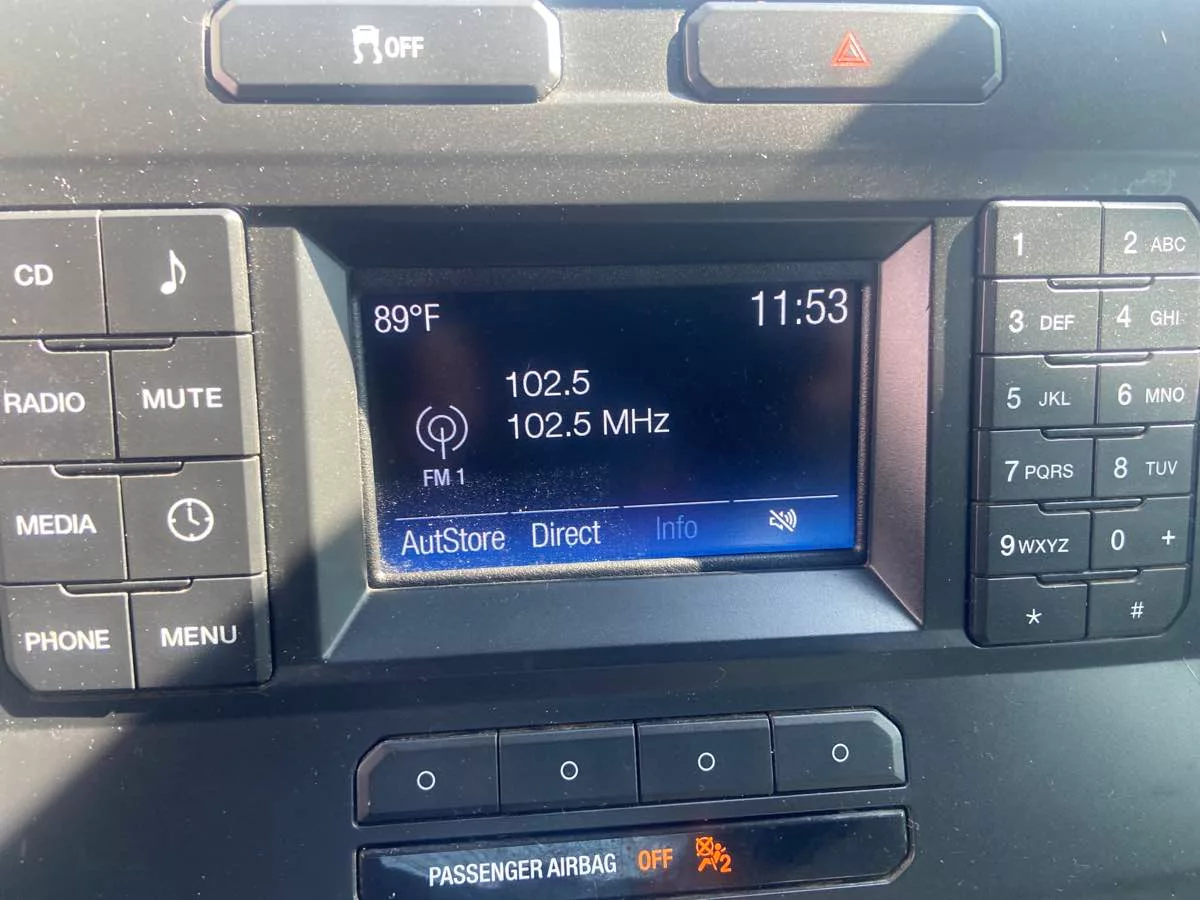 OFF
CD
RADIO MUTE
MEDIA
PHONE MENU
89°F 11:53
102.5
102.5 MHz
FM 1
AutStore Direct Info
1 2 ABC
3 DEF 4 GHI
5 JKL 6 MNO
7 PQRS 8 TUV
9 WXYZ 0 +
* #
PASSENGER AIRBAG OFF 2